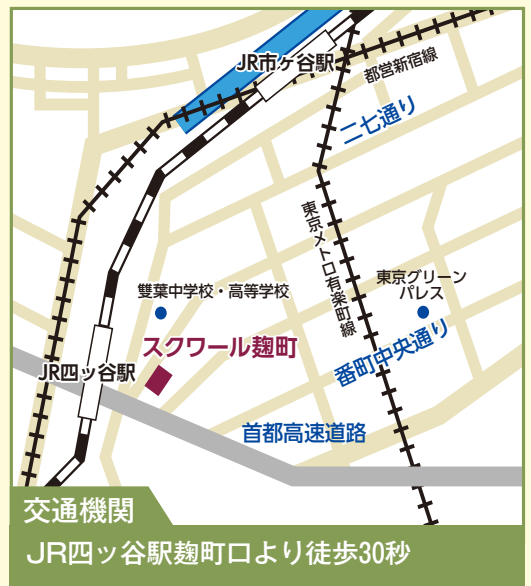 JR市ヶ谷駅
都営新宿線
二七通り
東京メトロ有楽町線
雙葉中学校・高等学校
東京グリーン
パレス
スクワール麹町
番町中央通り
JR四ッ谷駅
首都高速道路
交通機関
JR四ッ谷駅麹町口より徒歩30秒